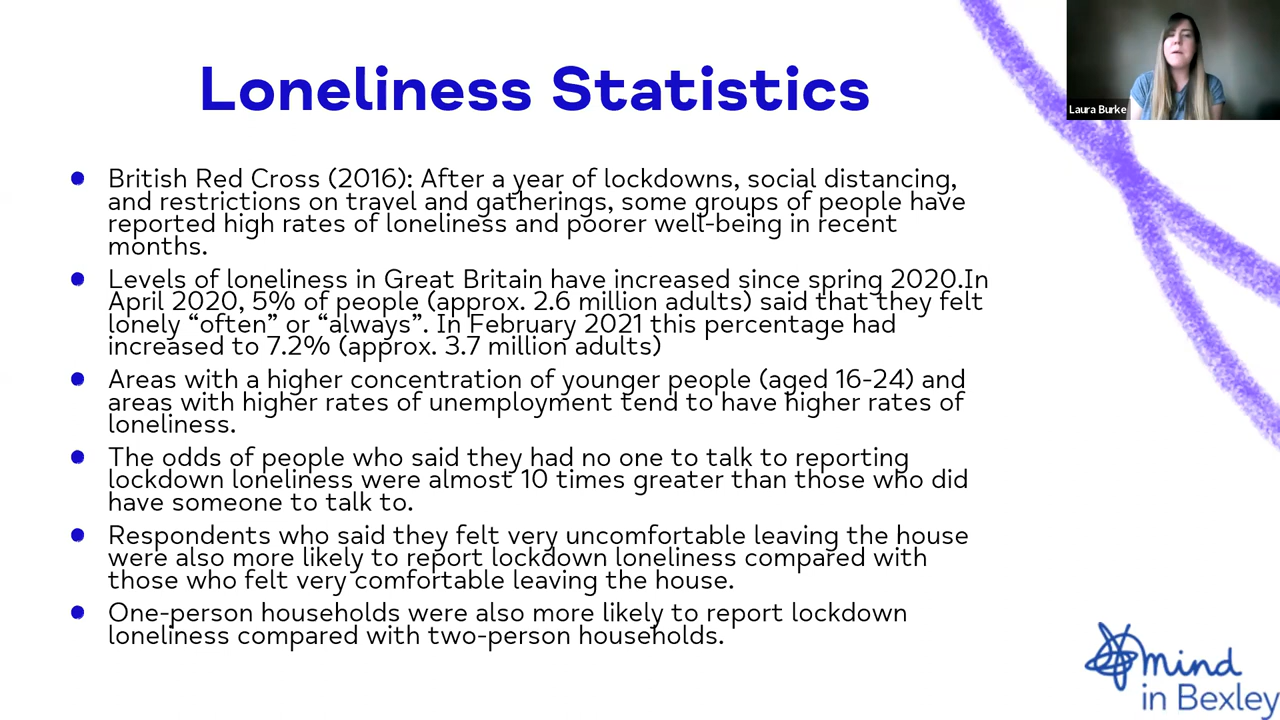 Loneliness Statistics
Laura Burke
British Red Cross (2016): After a year of lockdowns, social distancing,
and restrictions on travel and gatherings, some groups of people have
reported high rates of loneliness and poorer well-being in recent
months.
Levels of loneliness in Great Britain have increased since spring 2020.In
April 2020, 5% of people (approx. 2.6 million adults) said that they felt
lonely “often” or “always”. In February 2021 this percentage had
increased to 7.2% (approx. 3.7 million adults)
Areas with a higher concentration of younger people (aged 16-24) and
areas with higher rates of unemployment tend to have higher rates of
loneliness.
The odds of people who said they had no one to talk to reporting
lockdown loneliness were almost 10 times greater than those who did
have someone to talk to.
Respondents who said they felt very uncomfortable leaving the house
were also more likely to report lockdown loneliness compared with
those who felt very comfortable leaving the house.
One-person households were also more likely to report lockdown
loneliness compared with two-person households.
mind
in Bexley